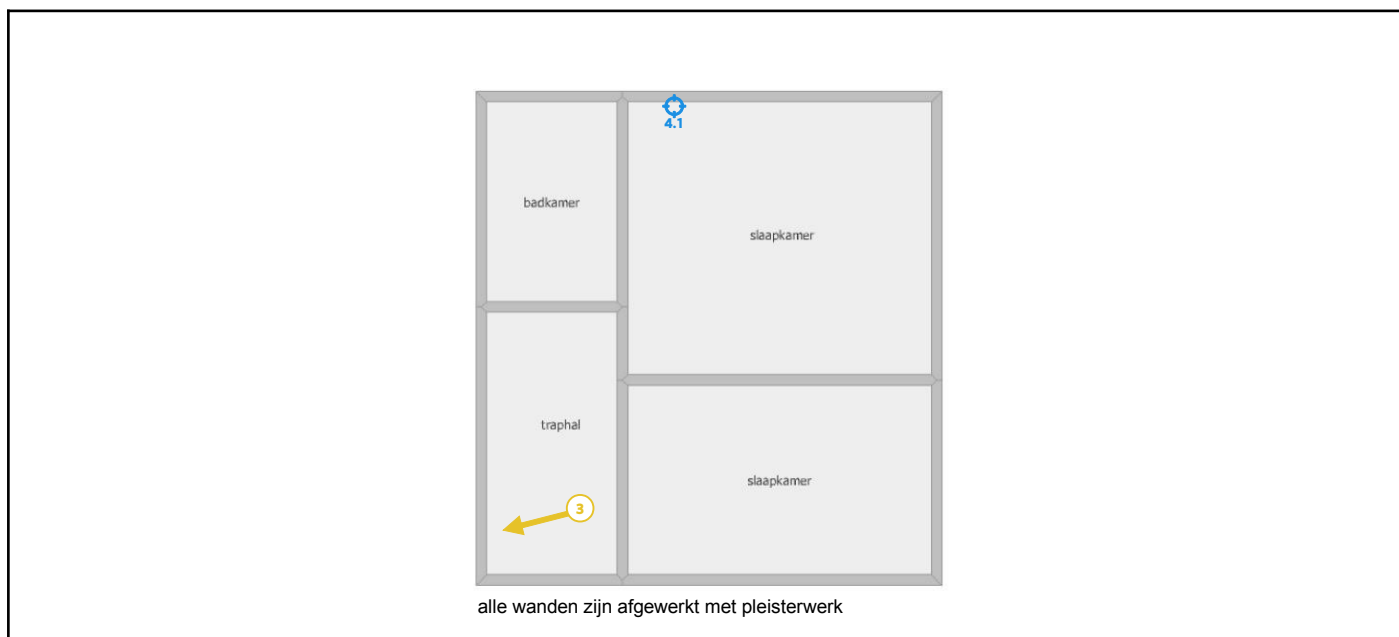 4.1
badkamer
slaapkamer
traphal
slaapkamer
3
alle wanden zijn afgewerkt met pleisterwerk